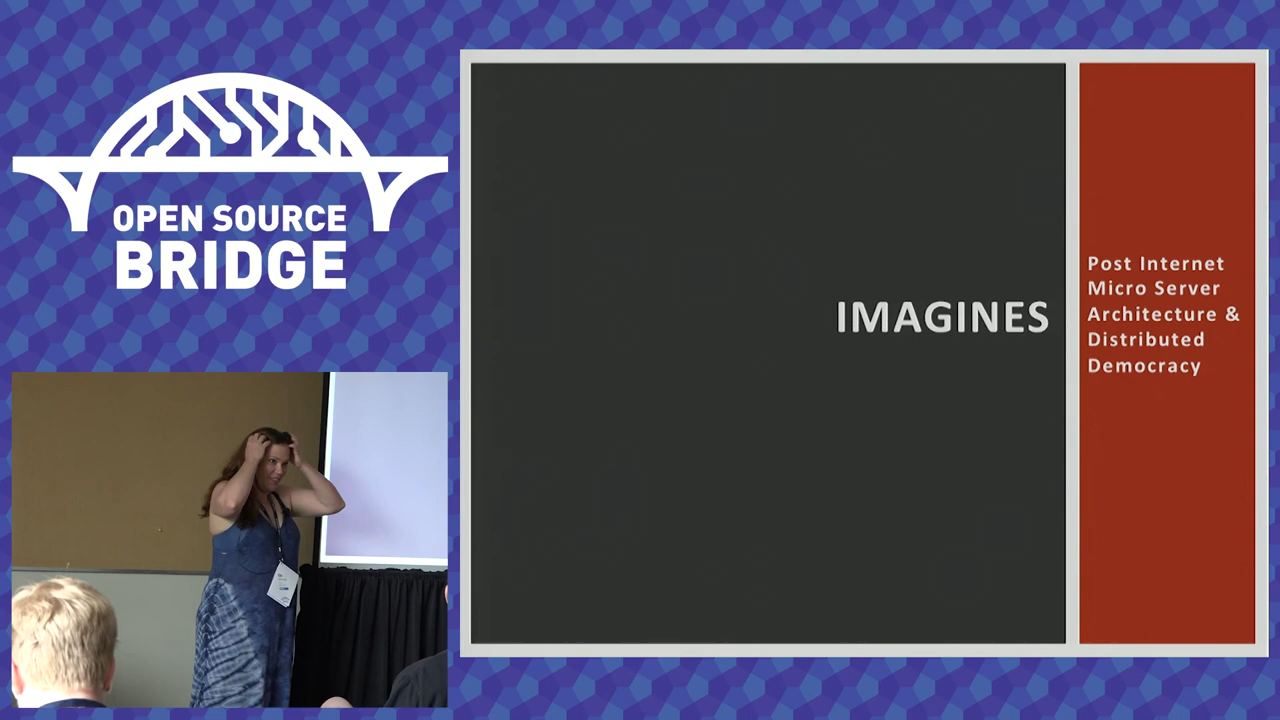 OPEN SOURCE
BRIDGE
IMAGINES
Post Internet
Micro Server
Architecture &
Distributed
Democracy